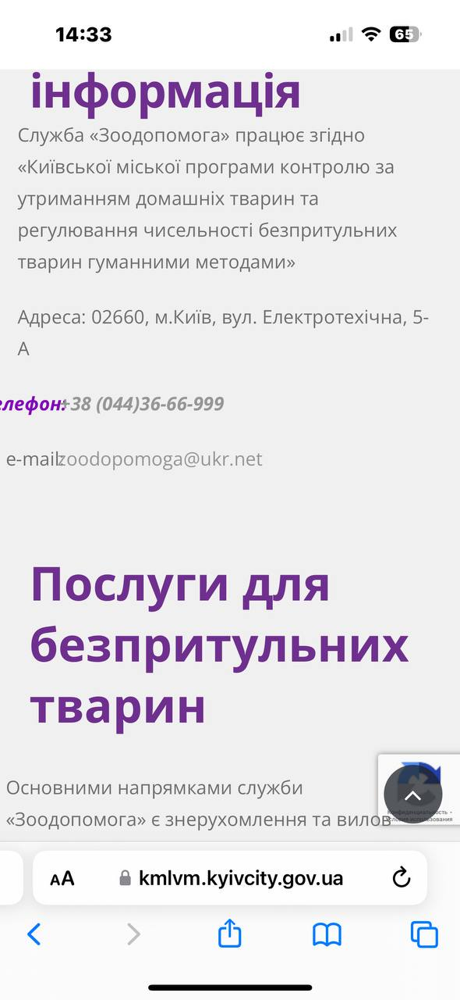 14:33
65
інформація
Служба «Зоодопомога» працює згідно
«Київської міської програми контролю за
утриманням домашніх тварин та
регулювання чисельності безпритульних
тварин гуманними методами»
Адреса: 02660, м.Київ, вул. Електротехічна, 5-
А
елефон:+38 (044)36-66-999
e-mail:zoodopomoga@ukr.net
Послуги для
безпритульних
тварин
Основними напрямками служби
«Зоодопомога» є знерухомлення та вилов
Конфиденциальность -
Условия использования
AA kmlvm.kyivcity.gov.ua